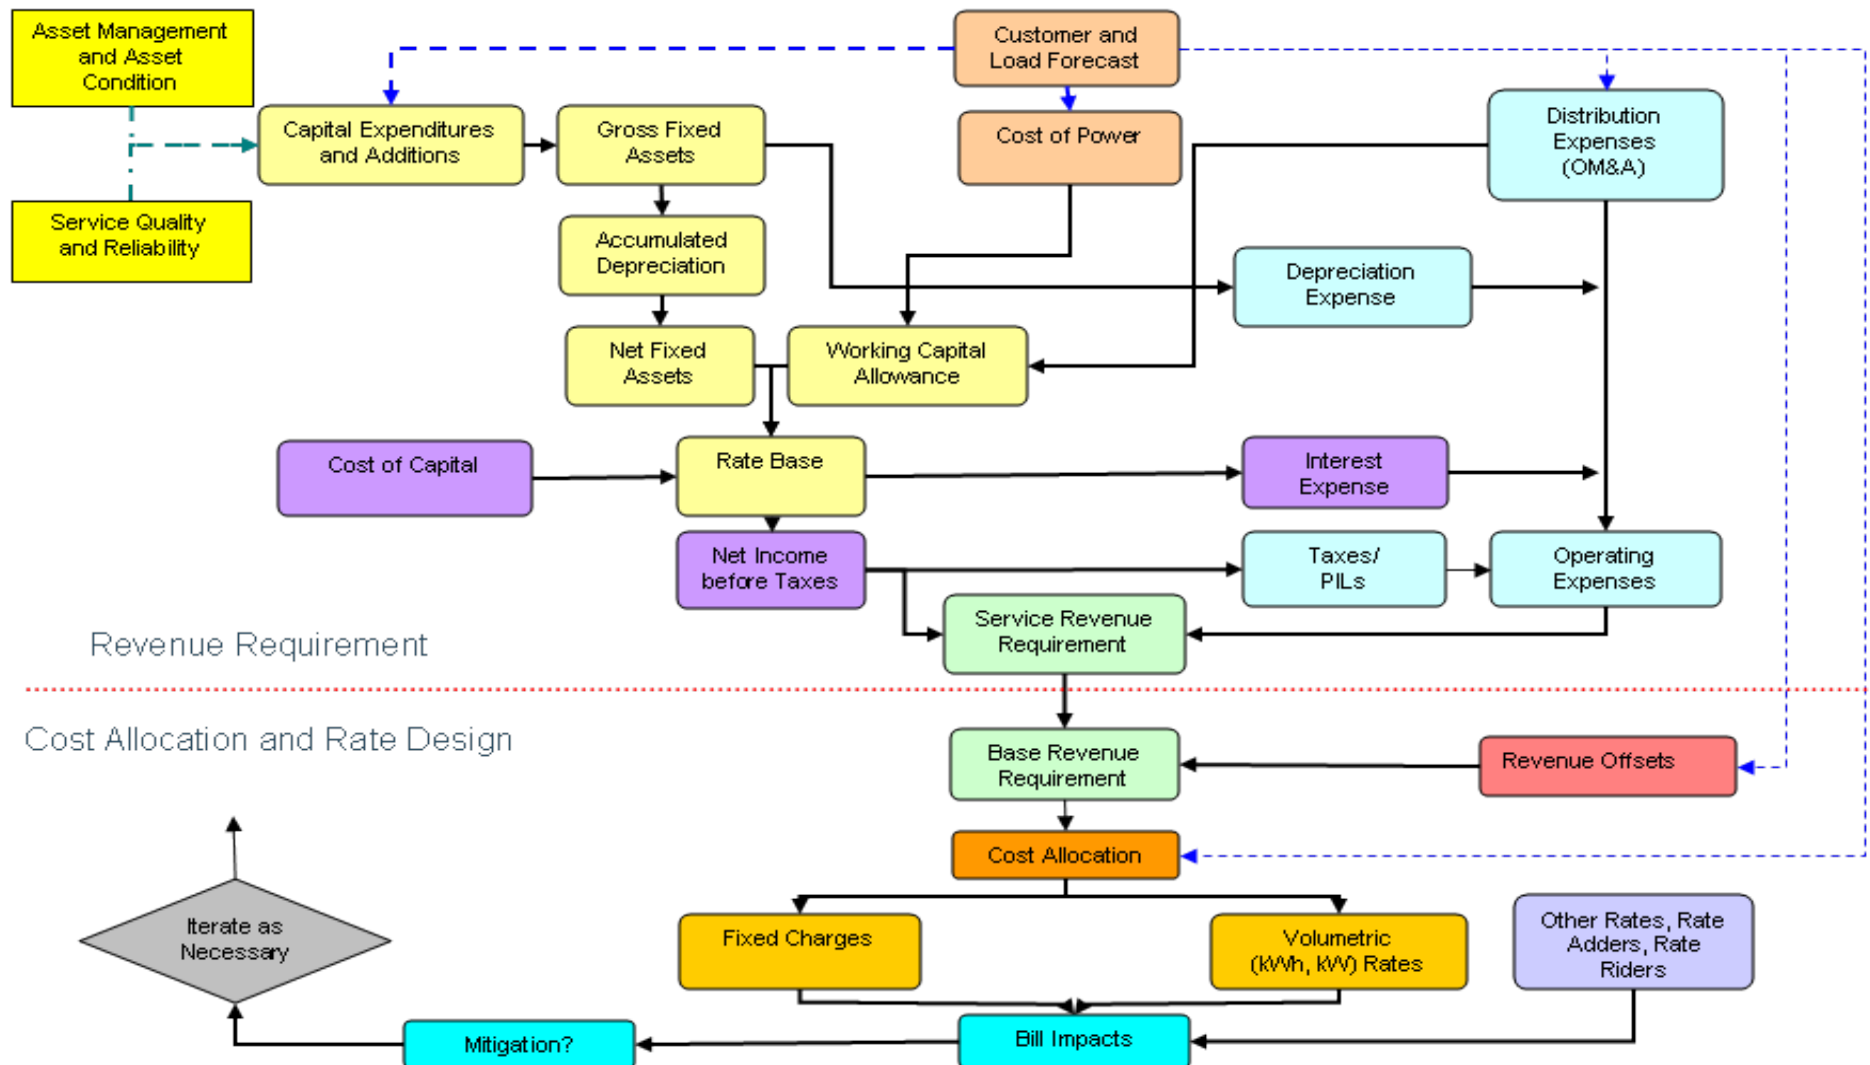 Asset Management
and Asset
Condition
Customer and
Load Forecast
Capital Expenditures
and Additions
Gross Fixed
Assets
Cost of Power
Distribution
Expenses
(OM&A)
Service Quality
and Reliability
Accumulated
Depreciation
Depreciation
Expense
Net Fixed
Assets
Working Capital
Allowance
Cost of Capital
Rate Base
Interest
Expense
Net Income
before Taxes
Taxes/
PILs
Operating
Expenses
Service Revenue
Requirement
Revenue Requirement
Cost Allocation and Rate Design
Base Revenue
Requirement
Revenue Offsets
Cost Allocation
Iterate as
Necessary
Fixed Charges
Volumetric
(kWh, kW) Rates
Other Rates, Rate
Adders, Rate
Riders
Mitigation?
Bill Impacts